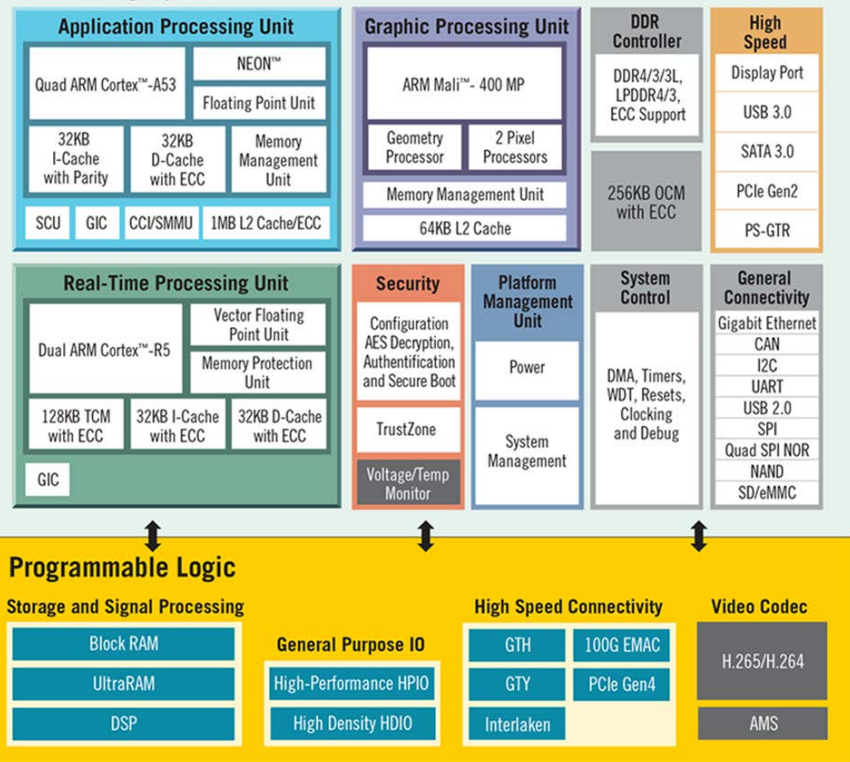 Application Processing Unit
Quad ARM Cortex™-A53
NEON™
Floating Point Unit
32KB
I-Cache
with Parity
32KB
D-Cache
with ECC
Memory
Management
Unit
SCU
GIC
CCI/SMMU
1MB L2 Cache/ECC
Graphic Processing Unit
ARM Mali™- 400 MP
Geometry
Processor
2 Pixel
Processors
Memory Management Unit
64KB L2 Cache
DDR
Controller
DDR4/3/3L,
LPDDR4/3,
ECC Support
256KB OCM
with ECC
High
Speed
Display Port
USB 3.0
SATA 3.0
PCIe Gen2
PS-GTR
Real-Time Processing Unit
Dual ARM Cortex™-R5
Vector Floating
Point Unit
Memory Protection
Unit
128KB TCM
with ECC
32KB I-Cache
with ECC
32KB D-Cache
with ECC
GIC
Security
Configuration
AES Decryption,
Authentification
and Secure Boot
TrustZone
Voltage/Temp
Monitor
Platform
Management
Unit
Power
System
Management
System
Control
DMA, Timers,
WDT, Resets,
Clocking
and Debug
General
Connectivity
Gigabit Ethernet
CAN
I2C
UART
USB 2.0
SPI
Quad SPI NOR
NAND
SD/eMMC
Programmable Logic
Storage and Signal Processing
Block RAM
UltraRAM
DSP
General Purpose IO
High-Performance HPIO
High Density HDIO
High Speed Connectivity
GTH
100G EMAC
GTY
PCIe Gen4
Interlaken
Video Codec
H.265/H.264
AMS